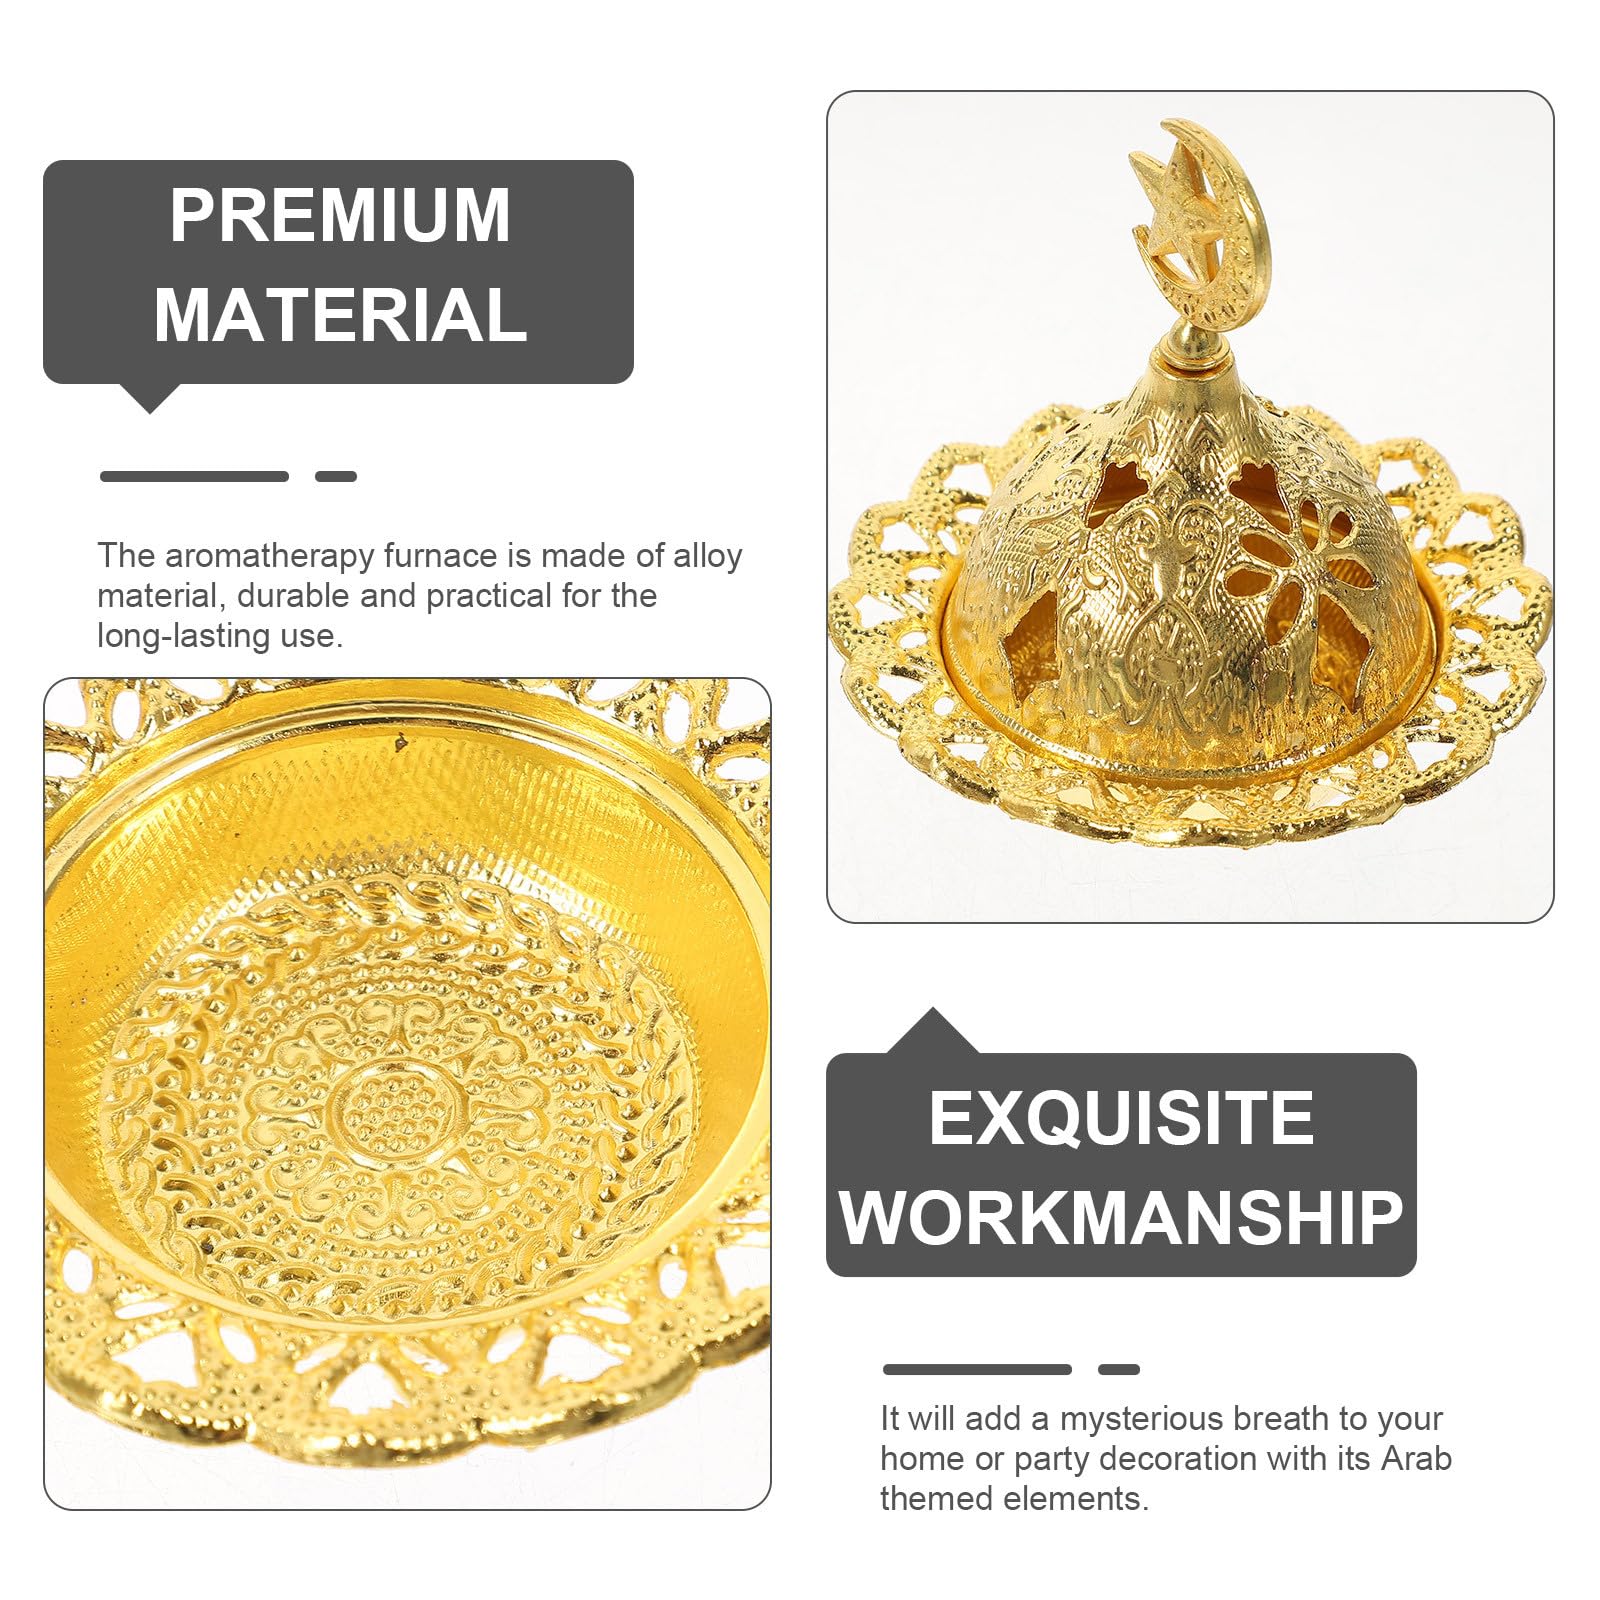 PREMIUM
MATERIAL
The aromatherapy furnace is made of alloy
material, durable and practical for the
long-lasting use.
EXQUISITE
WORKMANSHIP
It will add a mysterious breath to your
home or party decoration with its Arab
themed elements.